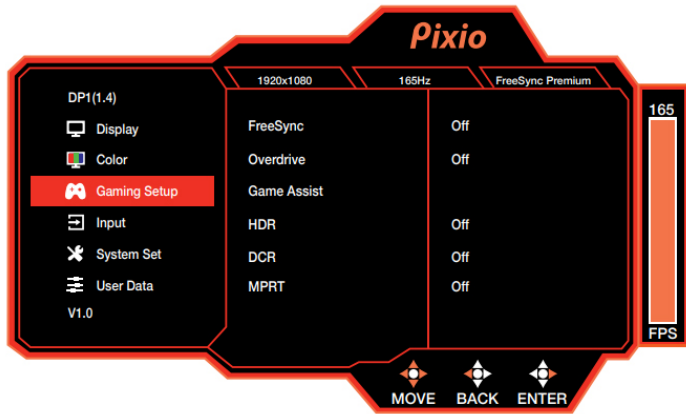 Pixio
1920x1080 165Hz FreeSync Premium
DP1(1.4)
Display
Color
Gaming Setup
Input
System Set
User Data
V1.0
FreeSync Off
Overdrive Off
Game Assist
HDR Off
DCR Off
MPRT Off
165
FPS
MOVE BACK ENTER